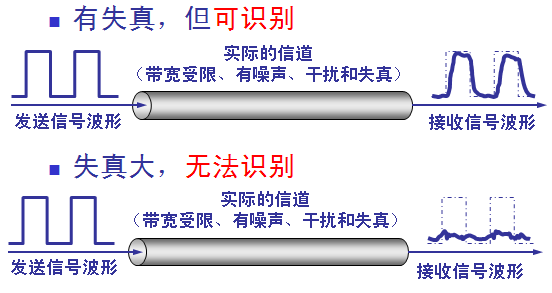 有失真，但可识别
实际的信道
（带宽受限、有噪声、干扰和失真）
发送信号波形
接收信号波形
失真大，无法识别
实际的信道
（带宽受限、有噪声、干扰和失真）
发送信号波形
接收信号波形